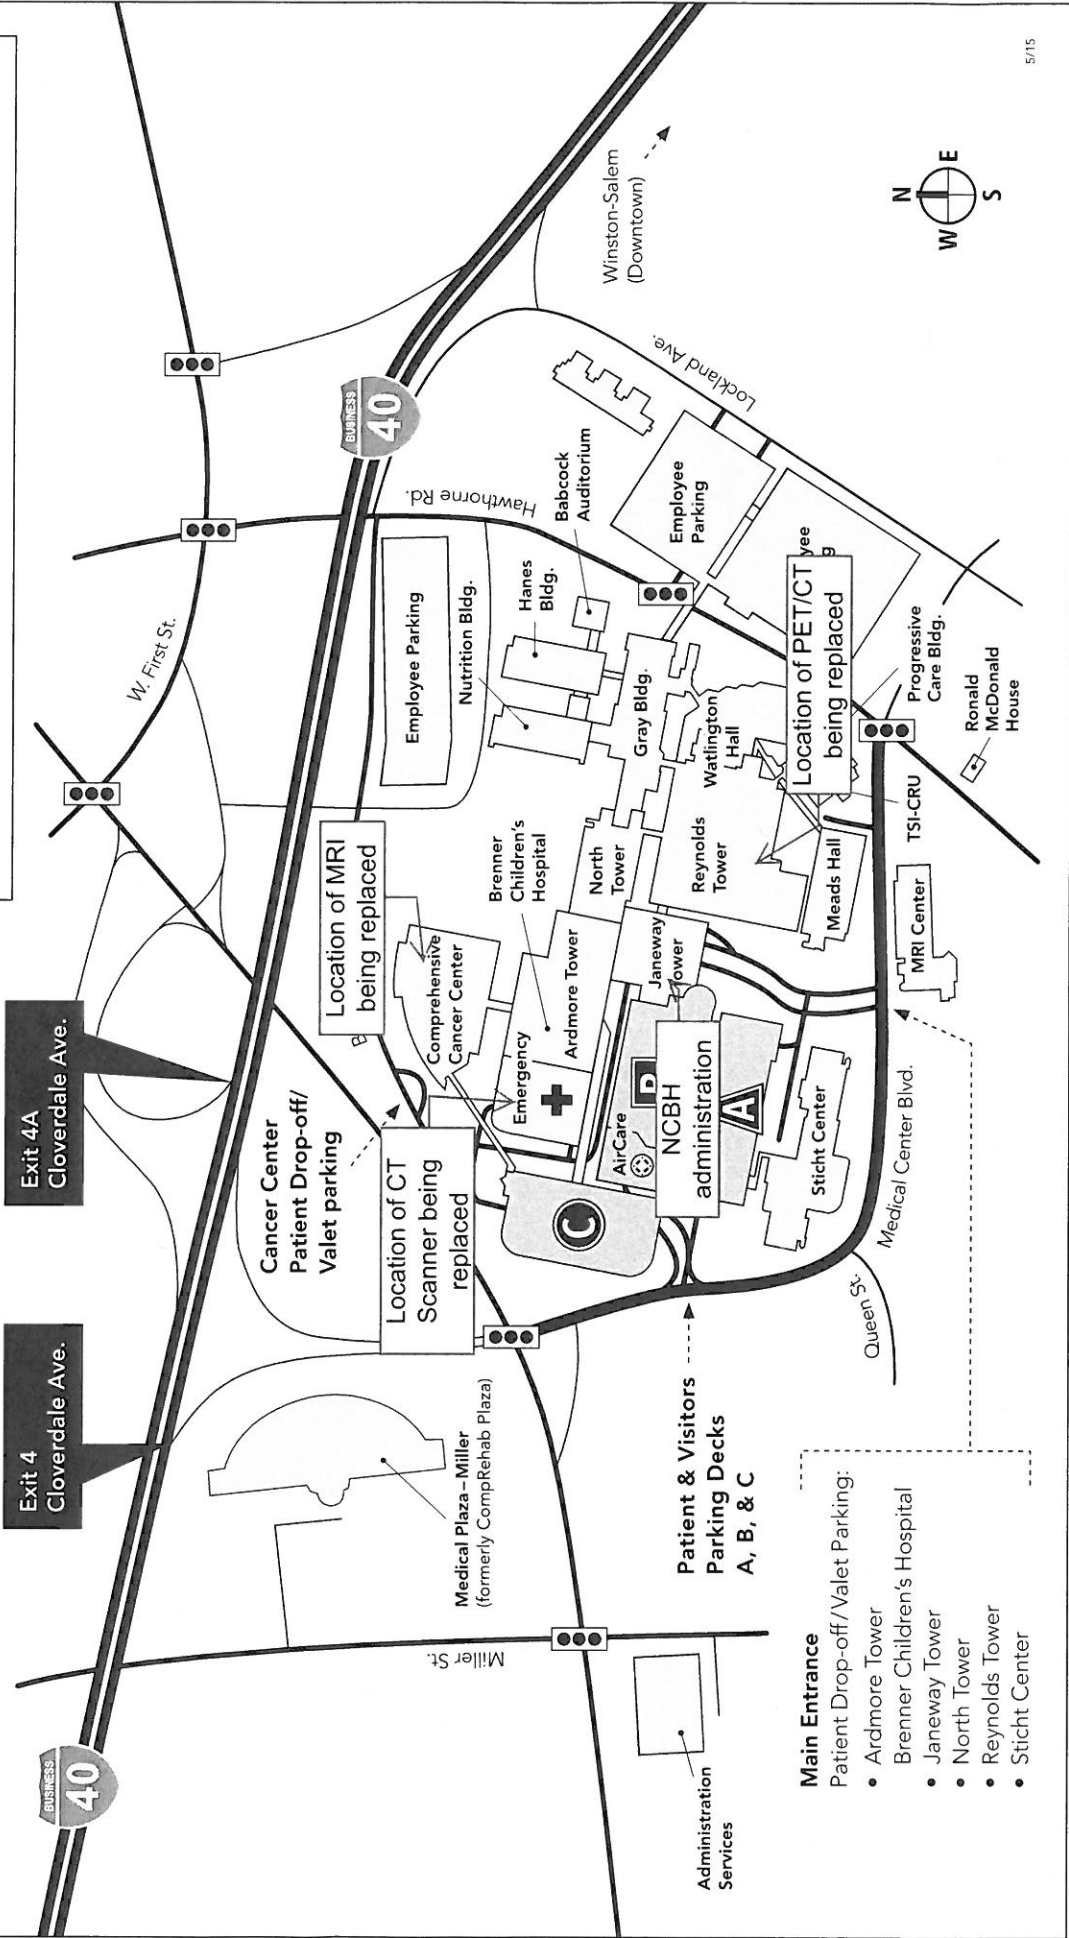 Exit 4
Cloverdale Ave.
Exit 4A
Cloverdale Ave.
BUSINESS
40
BUSINESS
40
W. First St.
Hawthorne Rd.
Miller St.
Lockland Ave.
Winston-Salem
(Downtown)
N
W
E
S
Cancer Center
Patient Drop-off/
Valet parking
Location of MRI
being replaced
B
Location of CT
Scanner being
replaced
Medical Plaza–Miller
(formerly CompRehab Plaza)
Comprehensive
Cancer Center
Employee Parking
Nutrition Bldg.
Hanes
Bldg.
Babcock
Auditorium
Employee
Parking
Brenner
Children's
Hospital
Emergency
Ardmore Tower
North
Tower
Gray Bldg.
Watlington
Hall
Reynolds
Tower
Janeway
Tower
AirCare
C
B
A
NCBH
administration
Location of PET/CT
being replaced
yee
g
Progressive
Care Bldg.
Ronald
McDonald
House
TSI-CRU
Meads Hall
MRI Center
Sticht Center
Medical Center Blvd.
Queen St.
Patient & Visitors
Parking Decks
A, B, & C
Administration
Services
Main Entrance
Patient Drop-off/Valet Parking:
• Ardmore Tower
Brenner Children's Hospital
• Janeway Tower
• North Tower
• Reynolds Tower
• Sticht Center
5/15